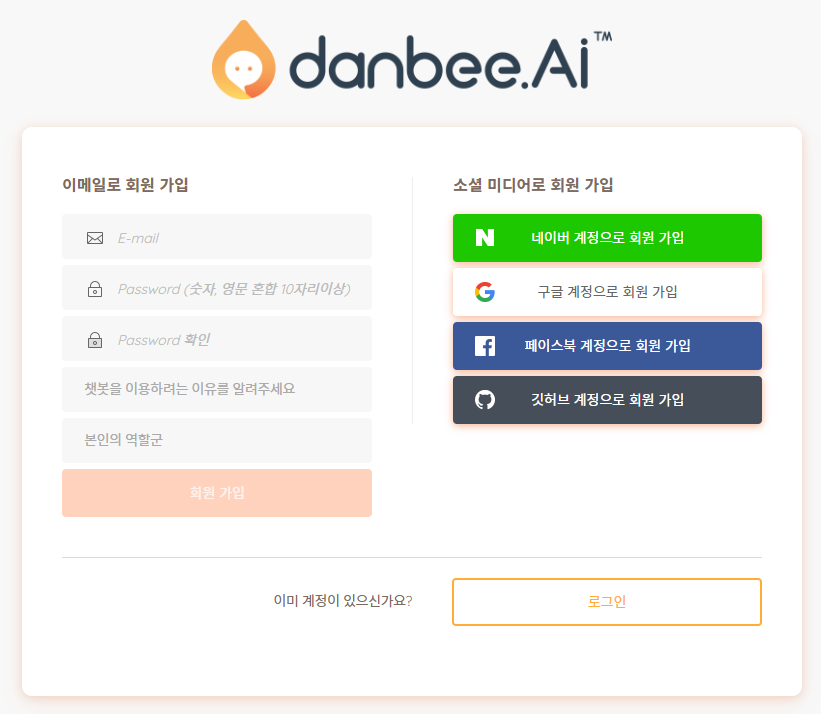 danbee.Ai™
이메일로 회원 가입
E-mail
Password (숫자, 영문 혼합 10자리이상)
Password 확인
챗봇을 이용하려는 이유를 알려주세요
본인의 역할군
회원 가입
소셜 미디어로 회원 가입
네이버 계정으로 회원 가입
구글 계정으로 회원 가입
페이스북 계정으로 회원 가입
깃허브 계정으로 회원 가입
이미 계정이 있으신가요?
로그인